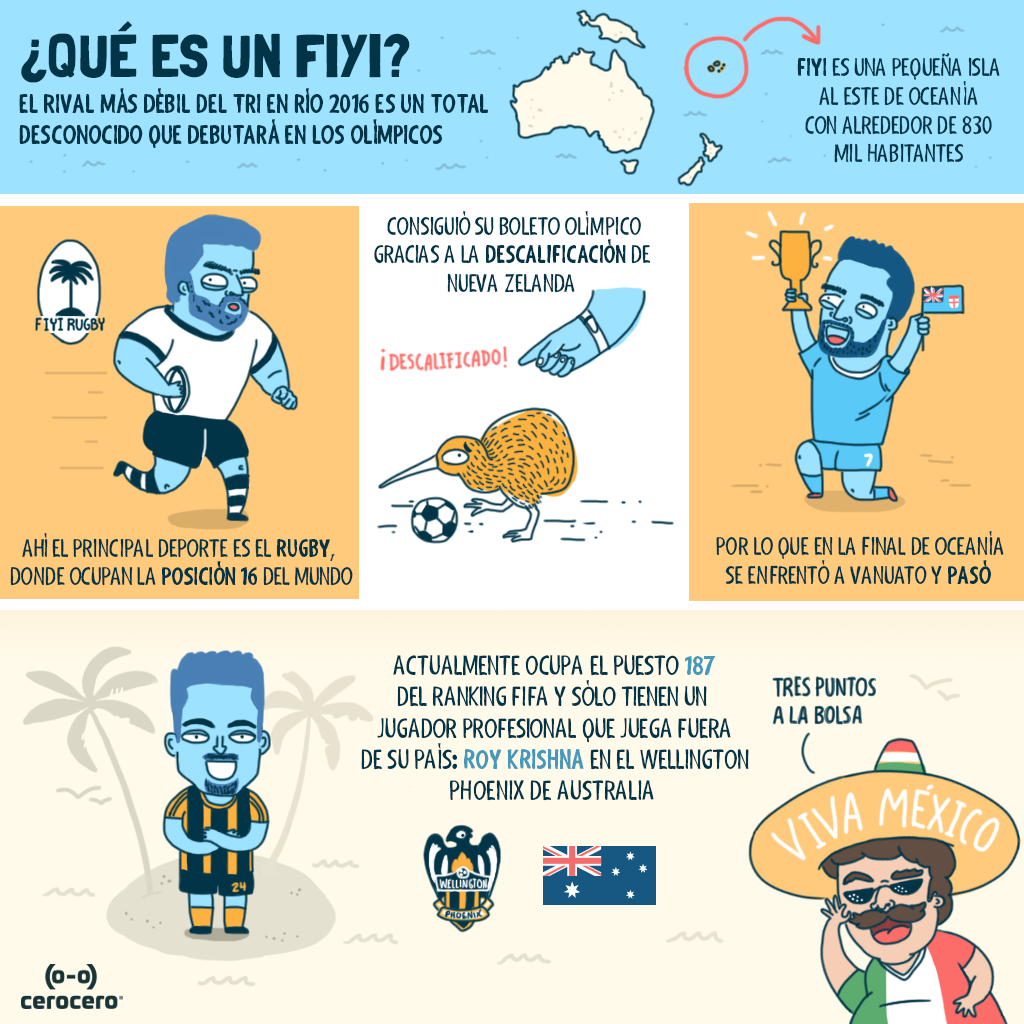 ¿QUÉ ES UN FIYI?
EL RIVAL MÁS DÉBIL DEL TRI EN RÍO 2016 ES UN TOTAL
DESCONOCIDO QUE DEBUTARÁ EN LOS OLÍMPICOS
FIYI ES UNA PEQUEÑA ISLA
AL ESTE DE OCEANÍA
CON ALREDEDOR DE 830
MIL HABITANTES
FIYI RUGBY
AHÍ EL PRINCIPAL DEPORTE ES EL RUGBY,
DONDE OCUPAN LA POSICIÓN 16 DEL MUNDO
CONSIGUIÓ SU BOLETO OLÍMPICO
GRACIAS A LA DESCALIFICACIÓN DE
NUEVA ZELANDA
¡DESCALIFICADO!
7
POR LO QUE EN LA FINAL DE OCEANÍA
SE ENFRENTÓ A VANUATO Y PASÓ
24
ACTUALMENTE OCUPA EL PUESTO 187
DEL RANKING FIFA Y SÓLO TIENEN UN
JUGADOR PROFESIONAL QUE JUEGA FUERA
DE SU PAÍS: ROY KRISHNA EN EL WELLINGTON
PHOENIX DE AUSTRALIA
WELLINGTON
PHOENIX
TRES PUNTOS
A LA BOLSA
VIVA MÉXICO
(o-o)
cerocero®